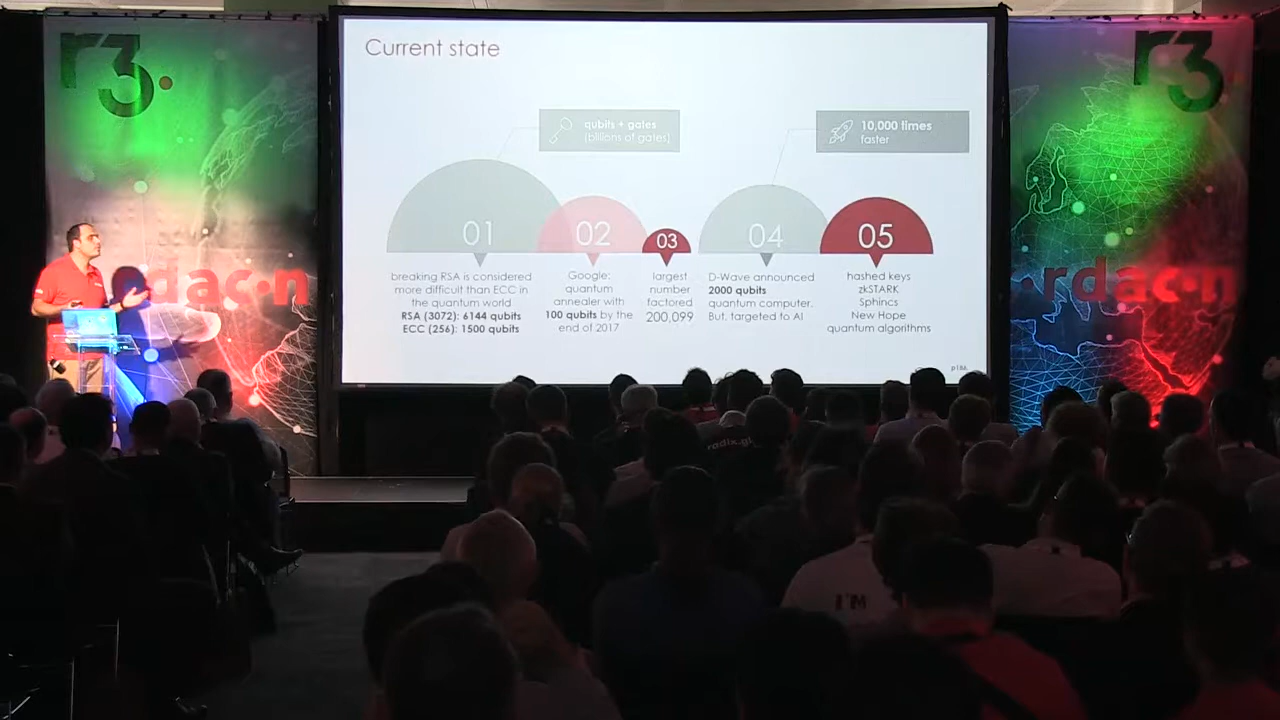 r3.
Current state
r3
qubits + gates
(billions of gates)
10,000 times
faster
01
02
03
04
05
breaking RSA is considered
more difficult than ECC in
the quantum world
RSA (3072): 6144 qubits
ECC (256): 1500 qubits
Google:
quantum
annealer with
100 qubits by the
end of 2017
largest
number
factored
200,099
D-Wave announced
2000 qubits
quantum computer.
But, targeted to AI
hashed keys
zkSTARK
Sphincs
New Hope
quantum algorithms
rdac•n
•rdac•n
radix.gl
I'M